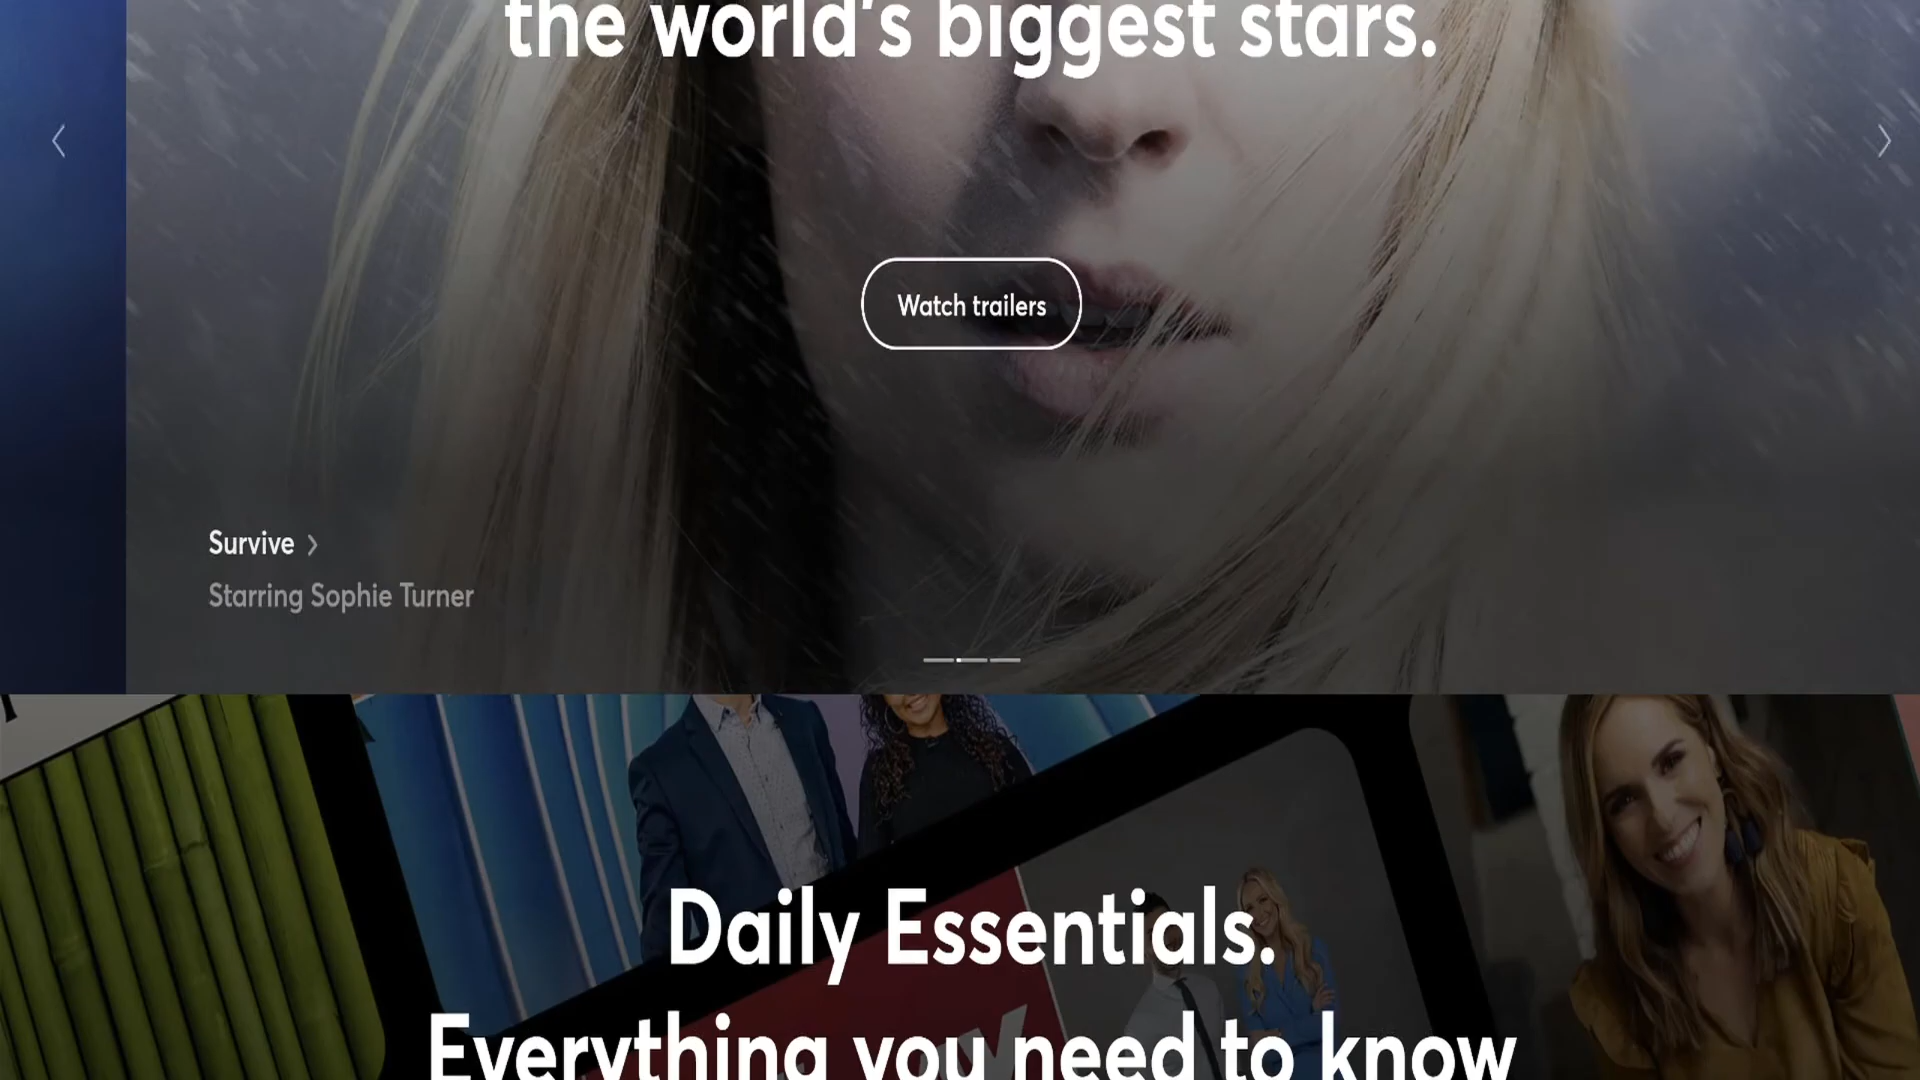 the world's biggest stars.
Watch trailers
Survive
Starring Sophie Turner
Daily Essentials.
Everything you need to know